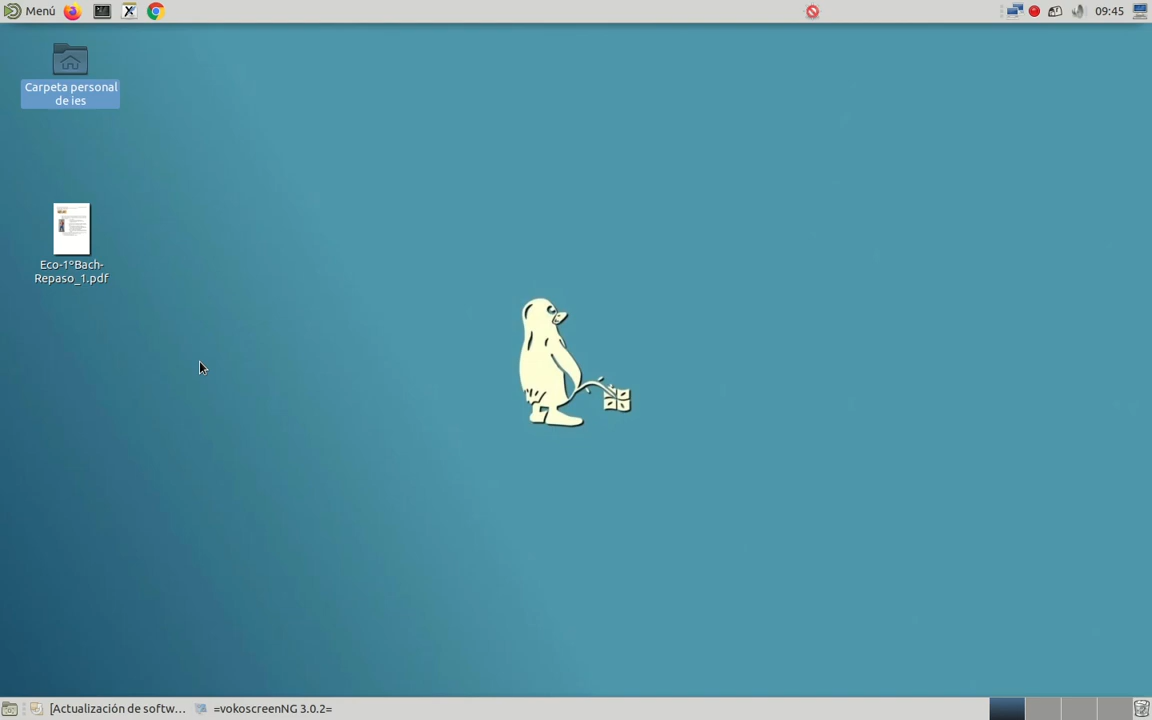 Menú
09:45
Carpeta personal
de ies
Eco-1ºBach-
Repaso_1.pdf
[Actualización de softw...
=vokoscreenNG 3.0.2=